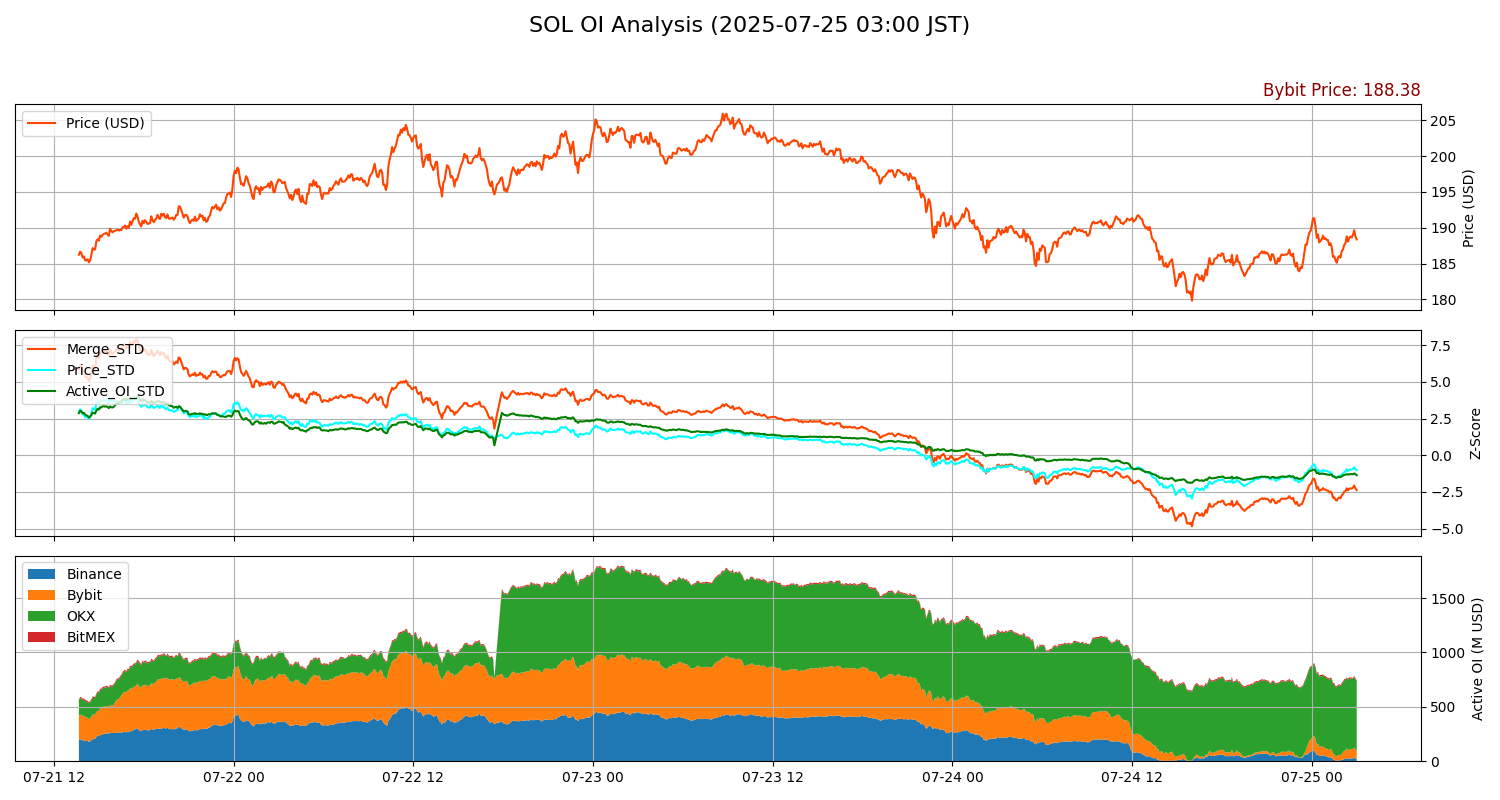 SOL OI Analysis (2025-07-25 03:00 JST)
Bybit Price: 188.38
Price (USD)
205
200
195
190
185
180
Price (USD)
Merge_STD
Price_STD
Active_OI_STD
7.5
5.0
2.5
0.0
−2.5
−5.0
Z-Score
Binance
Bybit
OKX
BitMEX
1500
1000
500
0
Active OI (M USD)
07-21 12
07-22 00
07-22 12
07-23 00
07-23 12
07-24 00
07-24 12
07-25 00